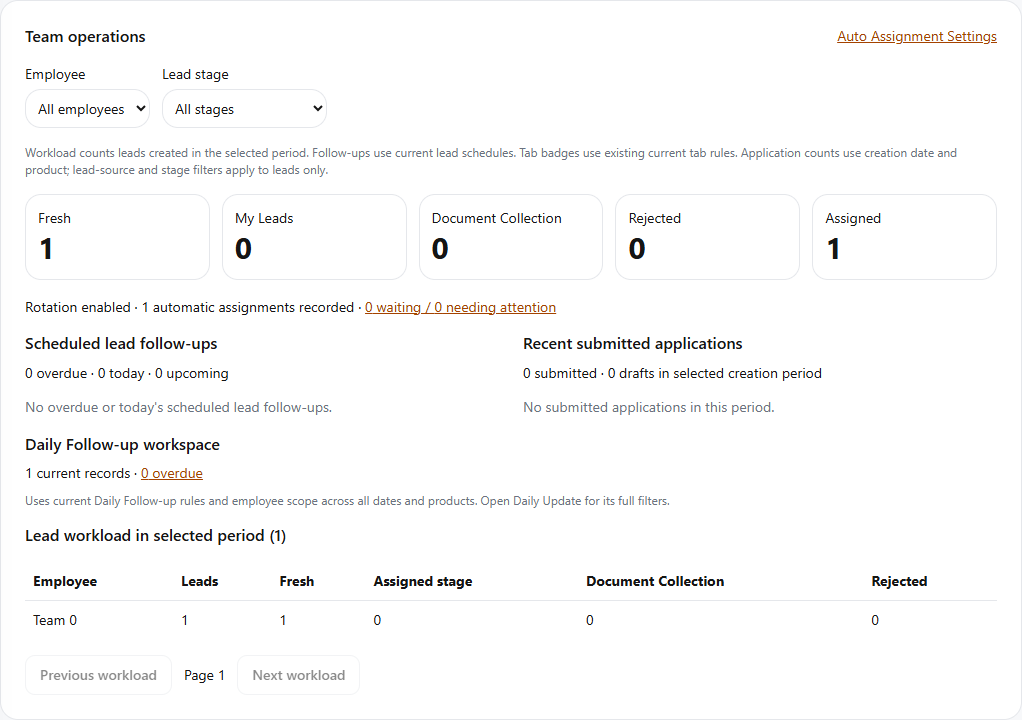 Team operations
Auto Assignment Settings
Employee
Lead stage
All employees
All stages
Workload counts leads created in the selected period. Follow-ups use current lead schedules. Tab badges use existing current tab rules. Application counts use creation date and
product; lead-source and stage filters apply to leads only.
Fresh
1
My Leads
0
Document Collection
0
Rejected
0
Assigned
1
Rotation enabled · 1 automatic assignments recorded · 0 waiting / 0 needing attention
Scheduled lead follow-ups
0 overdue · 0 today · 0 upcoming
No overdue or today's scheduled lead follow-ups.
Recent submitted applications
0 submitted · 0 drafts in selected creation period
No submitted applications in this period.
Daily Follow-up workspace
1 current records · 0 overdue
Uses current Daily Follow-up rules and employee scope across all dates and products. Open Daily Update for its full filters.
Lead workload in selected period (1)
Employee Leads Fresh Assigned stage Document Collection Rejected
Team 0 1 1 0 0 0
Previous workload Page 1 Next workload